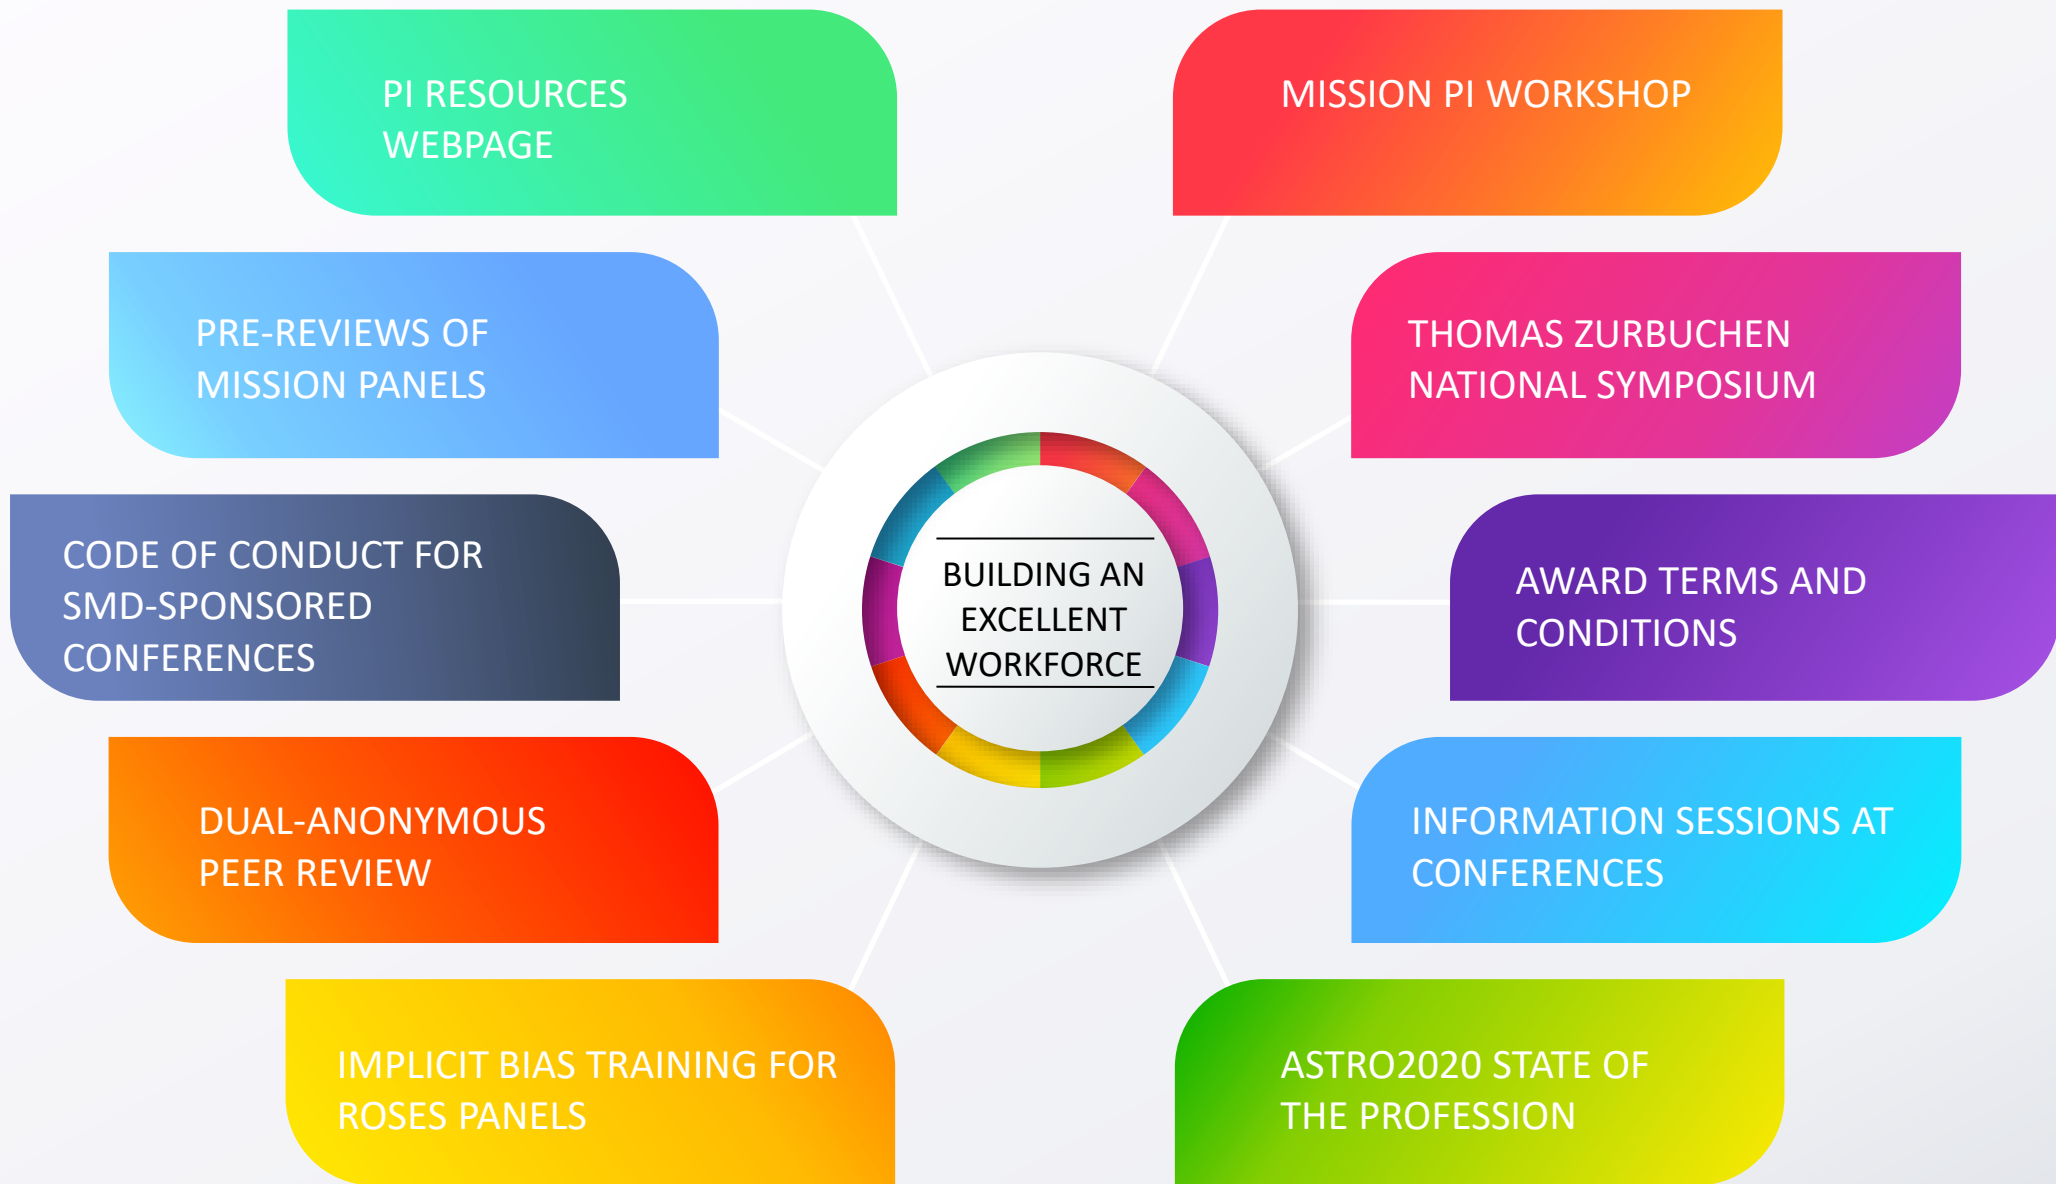 PI RESOURCES
WEBPAGE
MISSION PI WORKSHOP
PRE-REVIEWS OF
MISSION PANELS
THOMAS ZURBUCHEN
NATIONAL SYMPOSIUM
CODE OF CONDUCT FOR
SMD-SPONSORED
CONFERENCES
BUILDING AN
EXCELLENT
WORKFORCE
AWARD TERMS AND
CONDITIONS
DUAL-ANONYMOUS
PEER REVIEW
INFORMATION SESSIONS AT
CONFERENCES
IMPLICIT BIAS TRAINING FOR
ROSES PANELS
ASTRO2020 STATE OF
THE PROFESSION